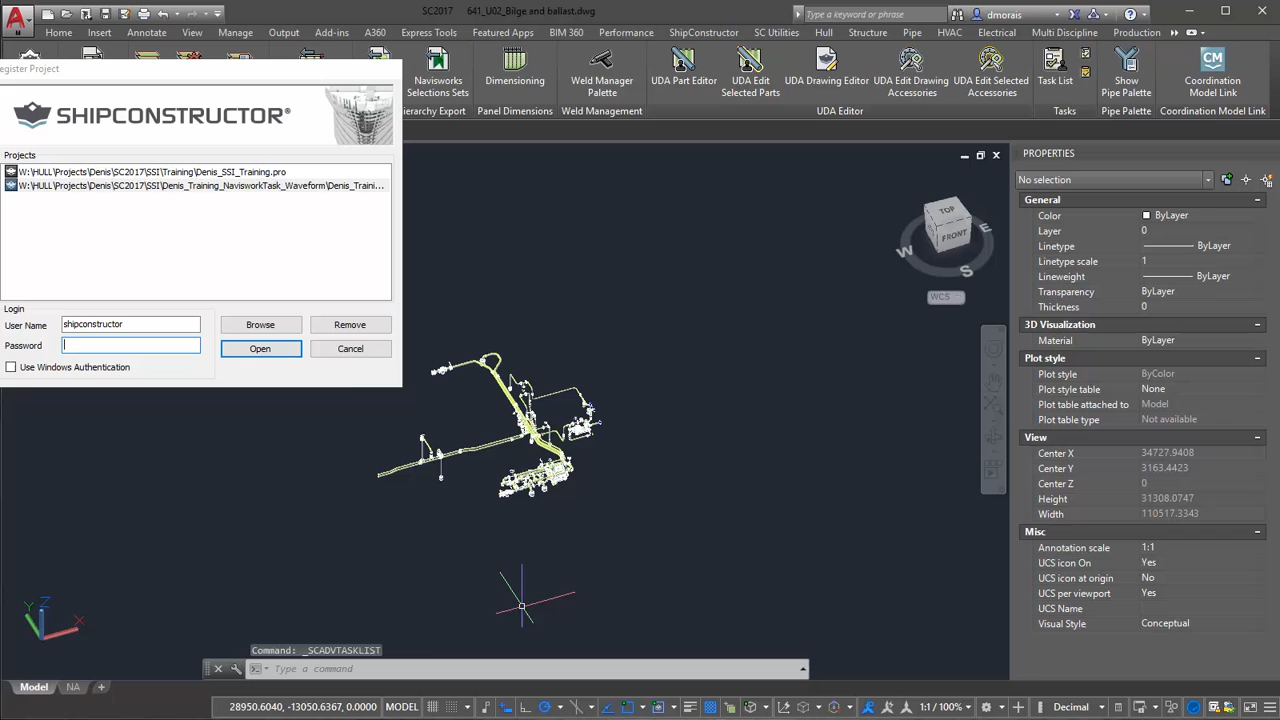 SC2017 641_U02_Bilge and ballast.dwg
Type a keyword or phrase
dmorais
Home Insert Annotate View Manage Output Add-ins A360 Express Tools Featured Apps BIM 360 Performance ShipConstructor SC Utilities Hull Structure Pipe HVAC Electrical Multi Discipline Production
Navisworks Selections Sets
Dimensioning
Weld Manager Palette
UDA Part Editor
UDA Edit Selected Parts
UDA Drawing Editor
UDA Edit Drawing Accessories
UDA Edit Selected Accessories
Task List
Show Pipe Palette
CM
Coordination Model Link
ierarchy Export Panel Dimensions Weld Management UDA Editor Tasks Pipe Palette Coordination Model Link
egister Project
SHIPCONSTRUCTOR®
Projects
W:\HULL\Projects\Denis\SC2017\SSI\Training\Denis_SSI_Training.pro
W:\HULL\Projects\Denis\SC2017\SSI\Denis_Training_NavisworkTask_Waveform\Denis_Traini...
Login
User Name shipconstructor Browse Remove
Password Open Cancel
Use Windows Authentication
TOP
FRONT
W E
S
WCS
PROPERTIES
No selection
General
Color ByLayer
Layer 0
Linetype ByLayer
Linetype scale 1
Lineweight ByLayer
Transparency ByLayer
Thickness 0
3D Visualization
Material ByLayer
Plot style
Plot style ByColor
Plot style table None
Plot table attached to Model
Plot table type Not available
View
Center X 34727.9408
Center Y 3163.4423
Center Z 0
Height 31308.0747
Width 110517.3343
Misc
Annotation scale 1:1
UCS icon On Yes
UCS icon at origin No
UCS per viewport Yes
UCS Name
Visual Style Conceptual
Y Z X
Command: _SCADVTASKLIST
Type a command
Model NA +
28950.6040, -13050.6367, 0.0000 MODEL 1:1 / 100% Decimal